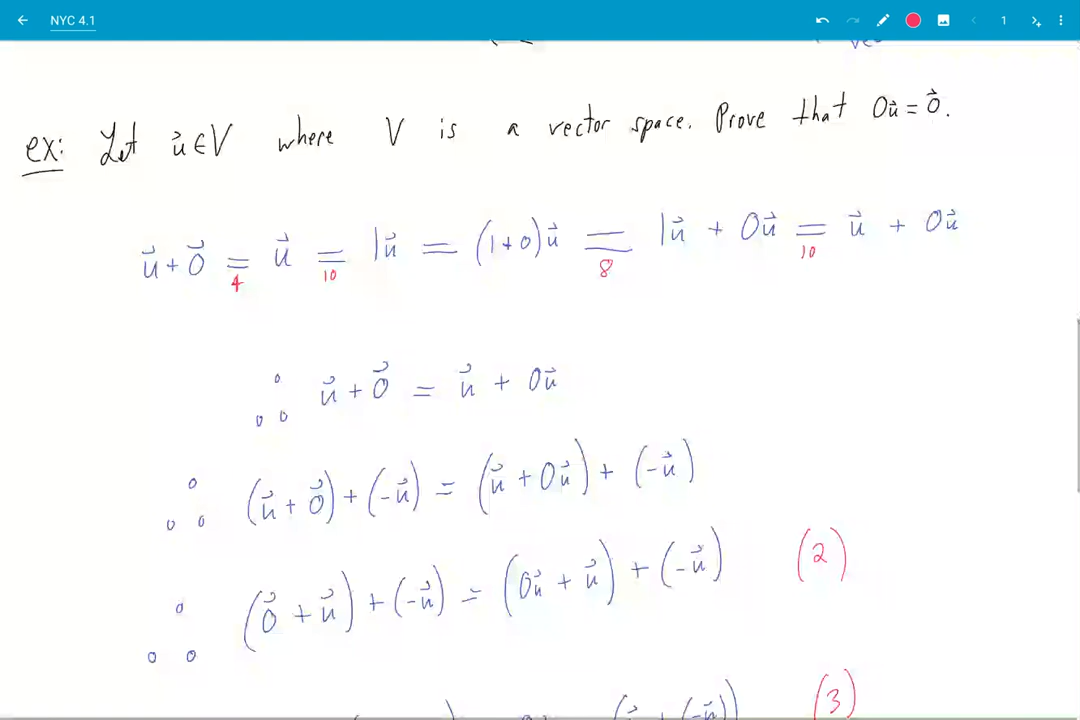 NYC 4.1
1
vec
ex: Let u⃗ ∈ V where V is a vector space. Prove that 0u⃗ = 0⃗.
u⃗ + 0⃗ = u⃗ = 1u⃗ = (1+0)u⃗ = 1u⃗ + 0u⃗ = u⃗ + 0u⃗
4 10 8 10
∴ u⃗ + 0⃗ = u⃗ + 0u⃗
∴ (u⃗ + 0⃗) + (-u⃗) = (u⃗ + 0u⃗) + (-u⃗)
∴ (0⃗ + u⃗) + (-u⃗) = (0u⃗ + u⃗) + (-u⃗) (2)
(u⃗ + (-u⃗)) (3)